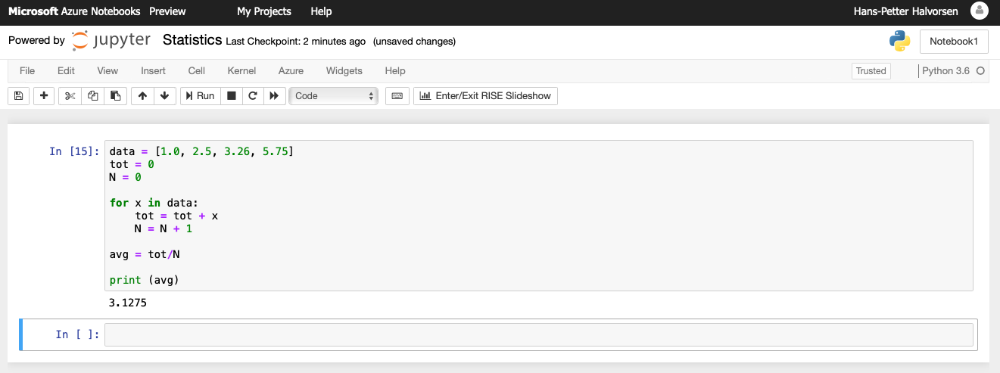 Microsoft Azure Notebooks Preview My Projects Help Hans-Petter Halvorsen
Powered by jupyter Statistics Last Checkpoint: 2 minutes ago (unsaved changes) Notebook1
File Edit View Insert Cell Kernel Azure Widgets Help Trusted Python 3.6
Run Code Enter/Exit RISE Slideshow
In [15]: data = [1.0, 2.5, 3.26, 5.75]
tot = 0
N = 0
for x in data:
    tot = tot + x
    N = N + 1
avg = tot/N
print (avg)
3.1275
In [ ]: